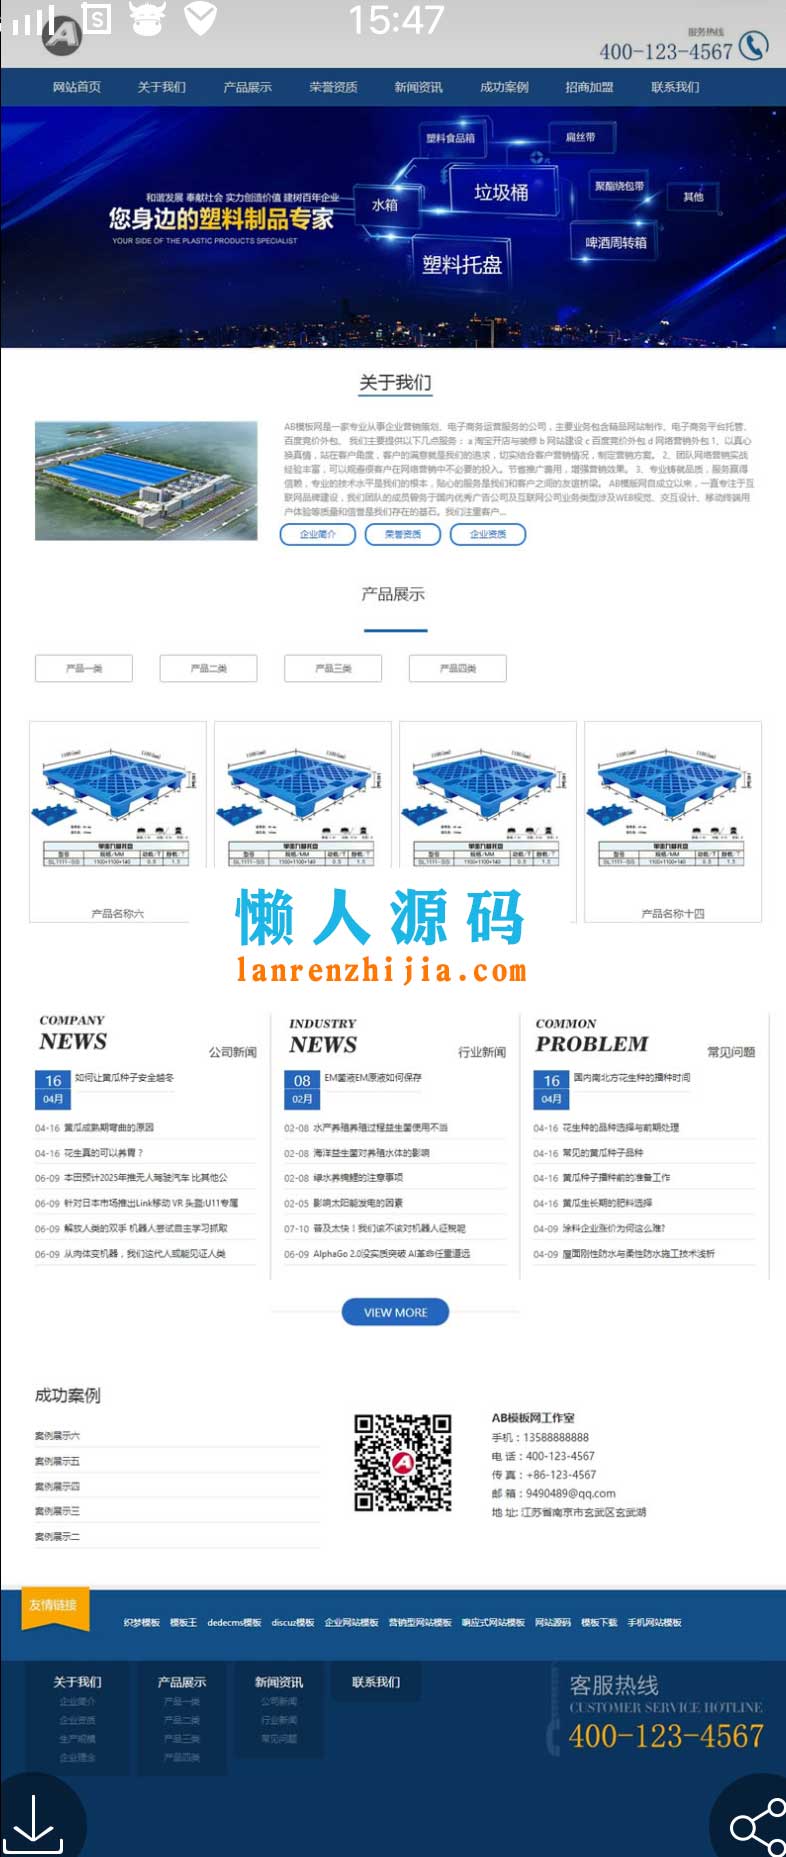 15:47
服务热线
400-123-4567
网站首页 关于我们 产品展示 荣誉资质 新闻资讯 成功案例 招商加盟 联系我们
塑料食品箱 扁丝带
和谐发展 奉献社会 实力创造价值 建树百年企业
您身边的塑料制品专家
YOUR SIDE OF THE PLASTIC PRODUCTS SPECIALIST
水箱 垃圾桶 聚酯绕包带 其他
塑料托盘 啤酒周转箱
关于我们
AB模板网是一家专业从事企业营销策划、电子商务运营服务的公司，主要业务包含精品网站制作、电子商务平台托管、
百度竞价外包。 我们主要提供以下几点服务： a 淘宝开店与装修 b 网站建设 c 百度竞价外包 d 网络营销外包 1、以真心
换真情，站在客户角度，客户的满意就是我们的追求，切实结合客户营销情况，制定营销方案。 2、团队网络营销实战
经验丰富，可以规避很客户在网络营销中不必要的投入。节省推广费用，增强营销效果。 3、专业铸就品质，服务赢得
信赖，专业的技术水平是我们的根本，贴心的服务是我们和客户之间的友谊桥梁。 AB模板网自成立以来，一直专注于互
联网品牌建设，我们团队的成员曾务于国内优秀广告公司及互联网公司业务类型涉及WEB视觉、交互设计、移动终端用
户体验等质量和信誉是我们存在的基石。我们注重客户...
企业简介 荣誉资质 企业资质
产品展示
产品一类 产品二类 产品三类 产品四类
产品名称六 产品名称十四
懒人源码
lanrenzhijia.com
COMPANY
NEWS
公司新闻
16
04月
如何让黄瓜种子安全越冬
04-16 黄瓜成熟期弯曲的原因
04-16 花生真的可以养胃？
06-09 本田预计2025年推无人驾驶汽车 比其他公
06-09 针对日本市场推出Link移动 VR 头盔:U11专属
06-09 解放人类的双手 机器人尝试自主学习抓取
06-09 从肉体变机器，我们这代人或能见证人类
INDUSTRY
NEWS
行业新闻
08
02月
EM菌液EM原液如何保存
02-08 水产养殖养殖过程益生菌使用不当
02-08 海洋益生菌对养殖水体的影响
02-08 绿水养锦鲤的注意事项
02-05 影响太阳能发电的因素
07-10 普及太快！我们该不该对机器人征税呢
06-09 AlphaGo 2.0没实质突破 AI革命任重道远
COMMON
PROBLEM
常见问题
16
04月
国内南北方花生种的播种时间
04-16 花生种的品种选择与前期处理
04-16 常见的黄瓜种子品种
04-16 黄瓜种子播种前的准备工作
04-16 黄瓜生长期的肥料选择
04-09 涂料企业涨价为何这么难?
04-09 屋面刚性防水与柔性防水施工技术浅析
VIEW MORE
成功案例
案例展示六
案例展示五
案例展示四
案例展示三
案例展示二
AB模板网工作室
手机：13588888888
电 话：400-123-4567
传 真：+86-123-4567
邮 箱：9490489@qq.com
地 址: 江苏省南京市玄武区玄武湖
友情链接
织梦模板 模板王 dedecms模板 discuz模板 企业网站模板 营销型网站模板 响应式网站模板 网站源码 模板下载 手机网站模板
关于我们
企业简介
企业资质
生产规模
企业理念
产品展示
产品一类
产品二类
产品三类
产品四类
新闻资讯
公司新闻
行业新闻
常见问题
联系我们
客服热线
CUSTOMER SERVICE HOTLINE
400-123-4567